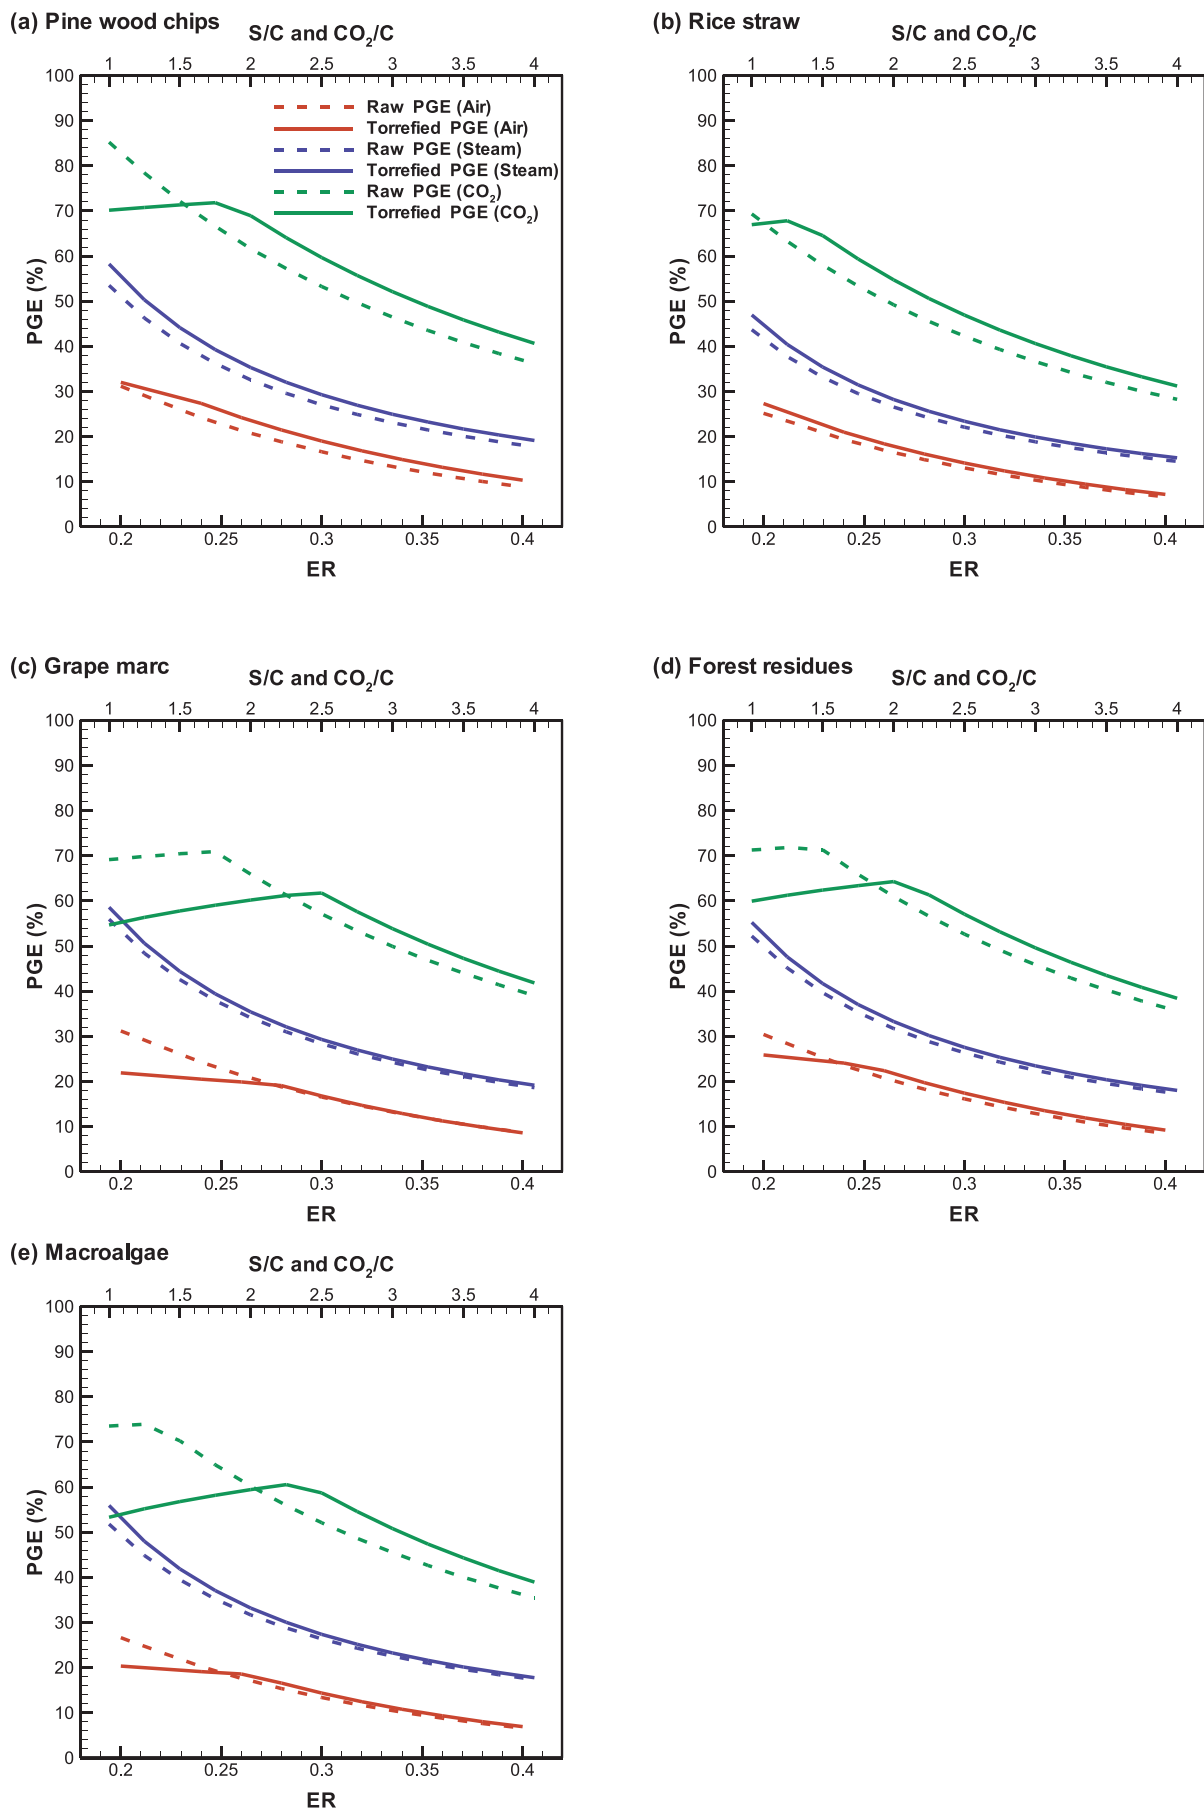 (a) Pine wood chips
S/C and CO₂/C
1 1.5 2 2.5 3 3.5 4
100
90
80
70
60
50
40
30
20
10
0
PGE (%)
Raw PGE (Air)
Torrefied PGE (Air)
Raw PGE (Steam)
Torrefied PGE (Steam)
Raw PGE (CO₂)
Torrefied PGE (CO₂)
0.2 0.25 0.3 0.35 0.4
ER
(b) Rice straw
S/C and CO₂/C
1 1.5 2 2.5 3 3.5 4
100
90
80
70
60
50
40
30
20
10
0
PGE (%)
0.2 0.25 0.3 0.35 0.4
ER
(c) Grape marc
S/C and CO₂/C
1 1.5 2 2.5 3 3.5 4
100
90
80
70
60
50
40
30
20
10
0
PGE (%)
0.2 0.25 0.3 0.35 0.4
ER
(d) Forest residues
S/C and CO₂/C
1 1.5 2 2.5 3 3.5 4
100
90
80
70
60
50
40
30
20
10
0
PGE (%)
0.2 0.25 0.3 0.35 0.4
ER
(e) Macroalgae
S/C and CO₂/C
1 1.5 2 2.5 3 3.5 4
100
90
80
70
60
50
40
30
20
10
0
PGE (%)
0.2 0.25 0.3 0.35 0.4
ER